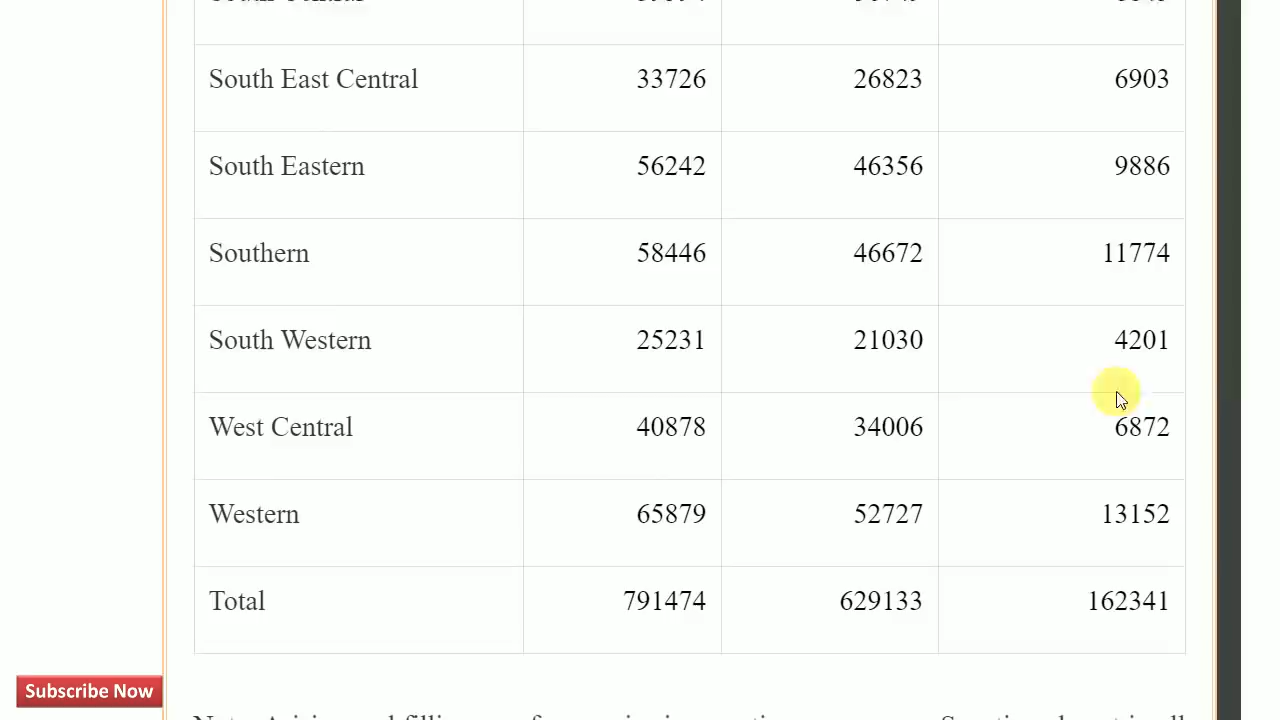 South East Central 33726 26823 6903
South Eastern 56242 46356 9886
Southern 58446 46672 11774
South Western 25231 21030 4201
West Central 40878 34006 6872
Western 65879 52727 13152
Total 791474 629133 162341
Subscribe Now